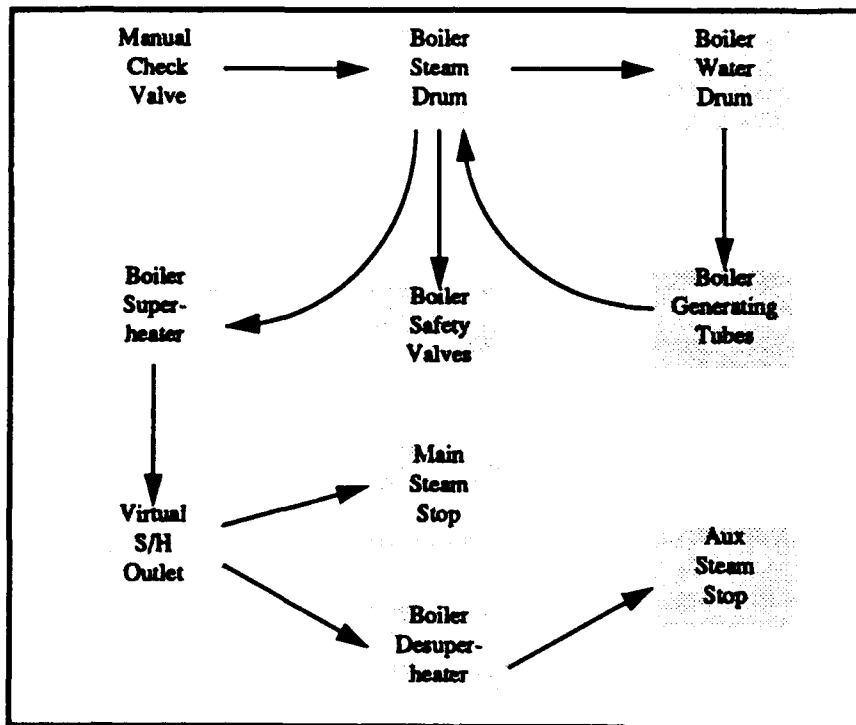 Manual
Check
Valve
Boiler
Steam
Drum
Boiler
Water
Drum
Boiler
Super-
heater
Boiler
Safety
Valves
Boiler
Generating
Tubes
Virtual
S/H
Outlet
Main
Steam
Stop
Boiler
Desuper-
heater
Aux
Steam
Stop